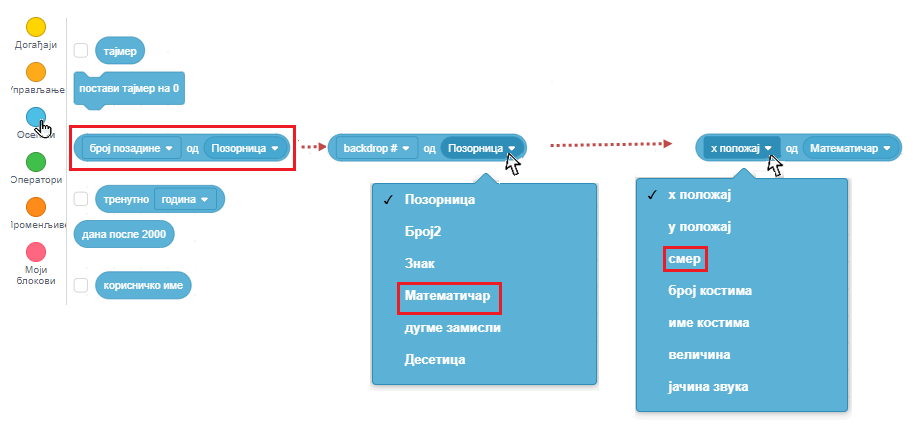 Догађаји
Управљање
Осећаји
Оператори
Променљиве
Моји
блокови
тајмер
постави тајмер на 0
број позадине од Позорница
тренутно година
дана после 2000
корисничко име
backdrop # од Позорница
Позорница
Број2
Знак
Математичар
дугме замисли
Десетица
x положај од Математичар
x положај
y положај
смер
број костима
име костима
величина
јачина звука